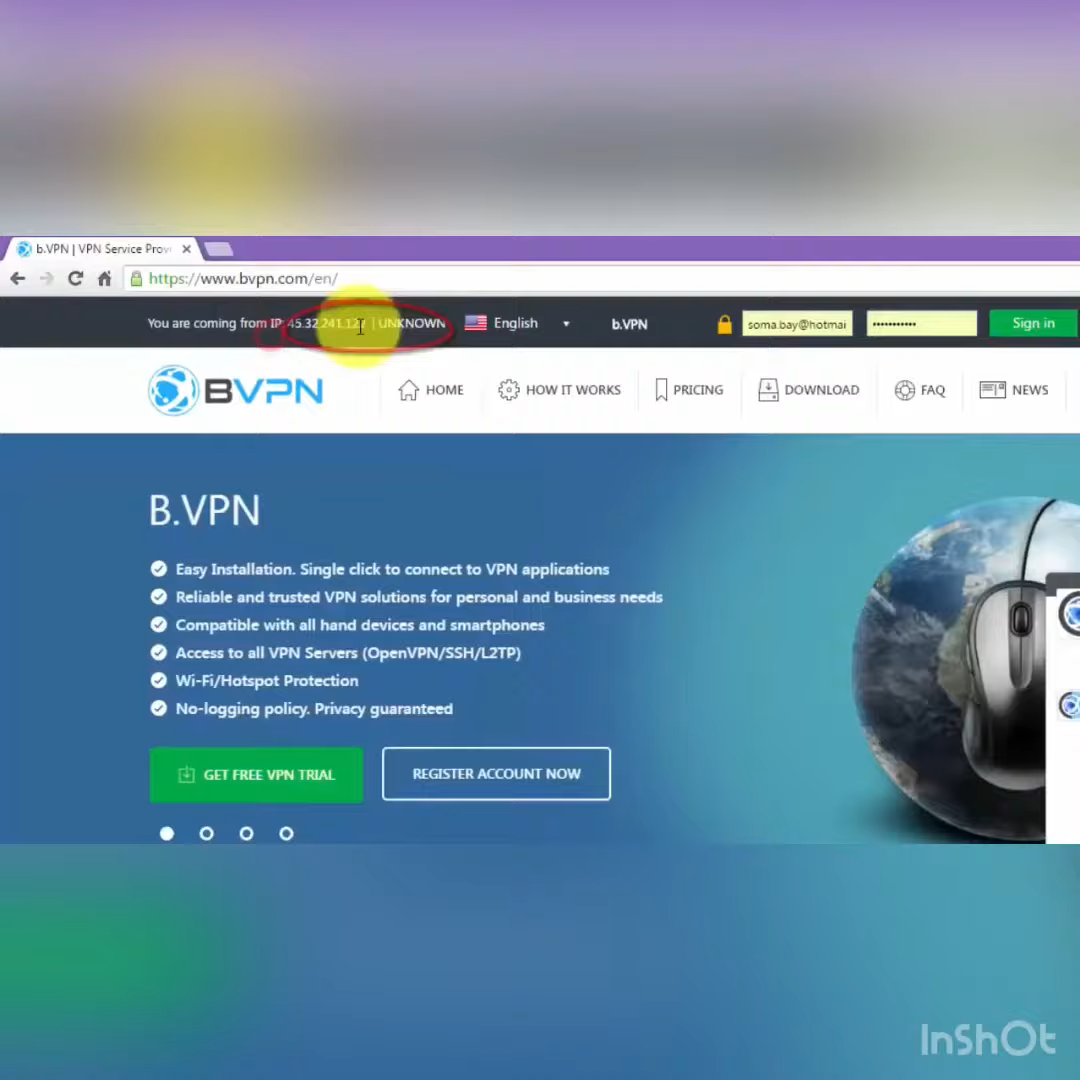 b.VPN | VPN Service Prov
https://www.bvpn.com/en/
You are coming from IP: 45.32.241.127 | UNKNOWN
English
b.VPN
soma.bay@hotmai
Sign in
BVPN
HOME
HOW IT WORKS
PRICING
DOWNLOAD
FAQ
NEWS
B.VPN
Easy Installation. Single click to connect to VPN applications
Reliable and trusted VPN solutions for personal and business needs
Compatible with all hand devices and smartphones
Access to all VPN Servers (OpenVPN/SSH/L2TP)
Wi-Fi/Hotspot Protection
No-logging policy. Privacy guaranteed
GET FREE VPN TRIAL
REGISTER ACCOUNT NOW
InShOt